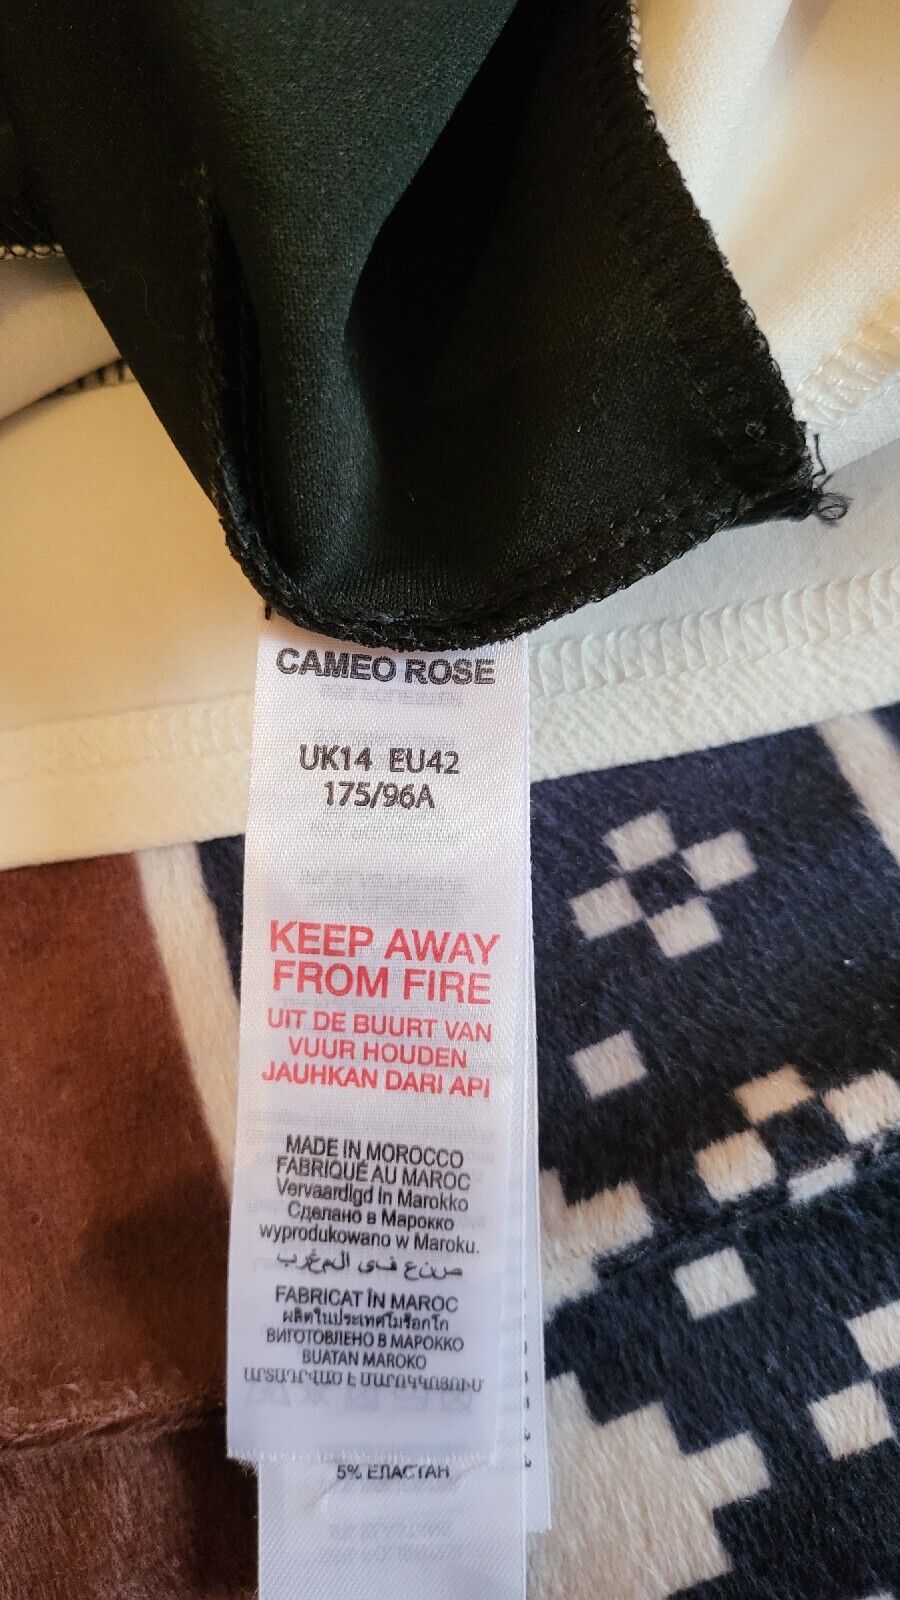 CAMEO ROSE
UK14 EU42
175/96A
KEEP AWAY
FROM FIRE
UIT DE BUURT VAN
VUUR HOUDEN
JAUHKAN DARI API
MADE IN MOROCCO
FABRIQUÉ AU MAROC
Vervaardigd in Marokko
Сделано в Марокко
wyprodukowano w Maroku.
صنع في المغرب
FABRICAT ÎN MAROC
ผลิตในประเทศโมร็อกโก
ВИГОТОВЛЕНО В МАРОККО
BUATAN MAROKO
ԱՐՏԱԴՐՎԱԾ Է ՄԱՐՈԿԿՈՅՈՒՄ
5% ЕЛАСТАН